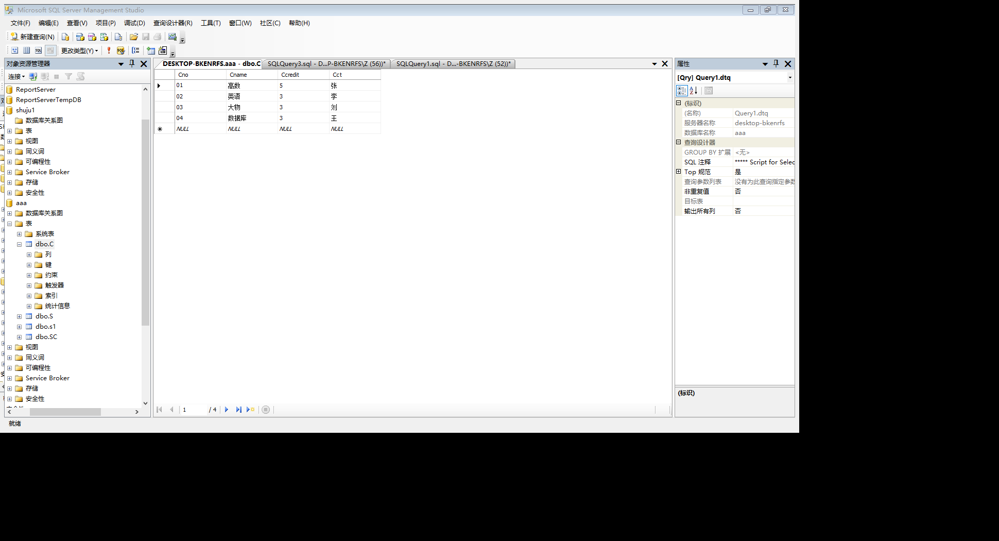 Microsoft SQL Server Management Studio
文件(F) 编辑(E) 查看(V) 项目(P) 调试(D) 查询设计器(R) 工具(T) 窗口(W) 社区(C) 帮助(H)
新建查询(N)
更改类型(Y)
对象资源管理器
连接
ReportServer
ReportServerTempDB
shuju1
数据库关系图
表
视图
同义词
可编程性
Service Broker
存储
安全性
aaa
数据库关系图
表
系统表
dbo.C
列
键
约束
触发器
索引
统计信息
dbo.S
dbo.s1
dbo.SC
视图
同义词
可编程性
Service Broker
存储
安全性
DESKTOP-BKENRFS.aaa - dbo.C SQLQuery3.sql - D...P-BKENRFS\Z (56))* SQLQuery1.sql - D...-BKENRFS\Z (52))*
Cno Cname Ccredit Cct
01 高数 5 张
02 英语 3 李
03 大物 3 刘
04 数据库 3 王
NULL NULL NULL NULL
1 / 4
属性
[Qry] Query1.dtq
(标识)
(名称) Query1.dtq
服务器名称 desktop-bkenrfs
数据库名称 aaa
查询设计器
GROUP BY 扩展 <无>
SQL 注释 ***** Script for Selec
Top 规范 是
查询参数列表 没有为此查询指定参数
非重复值 否
目标表
输出所有列 否
(标识)
就绪